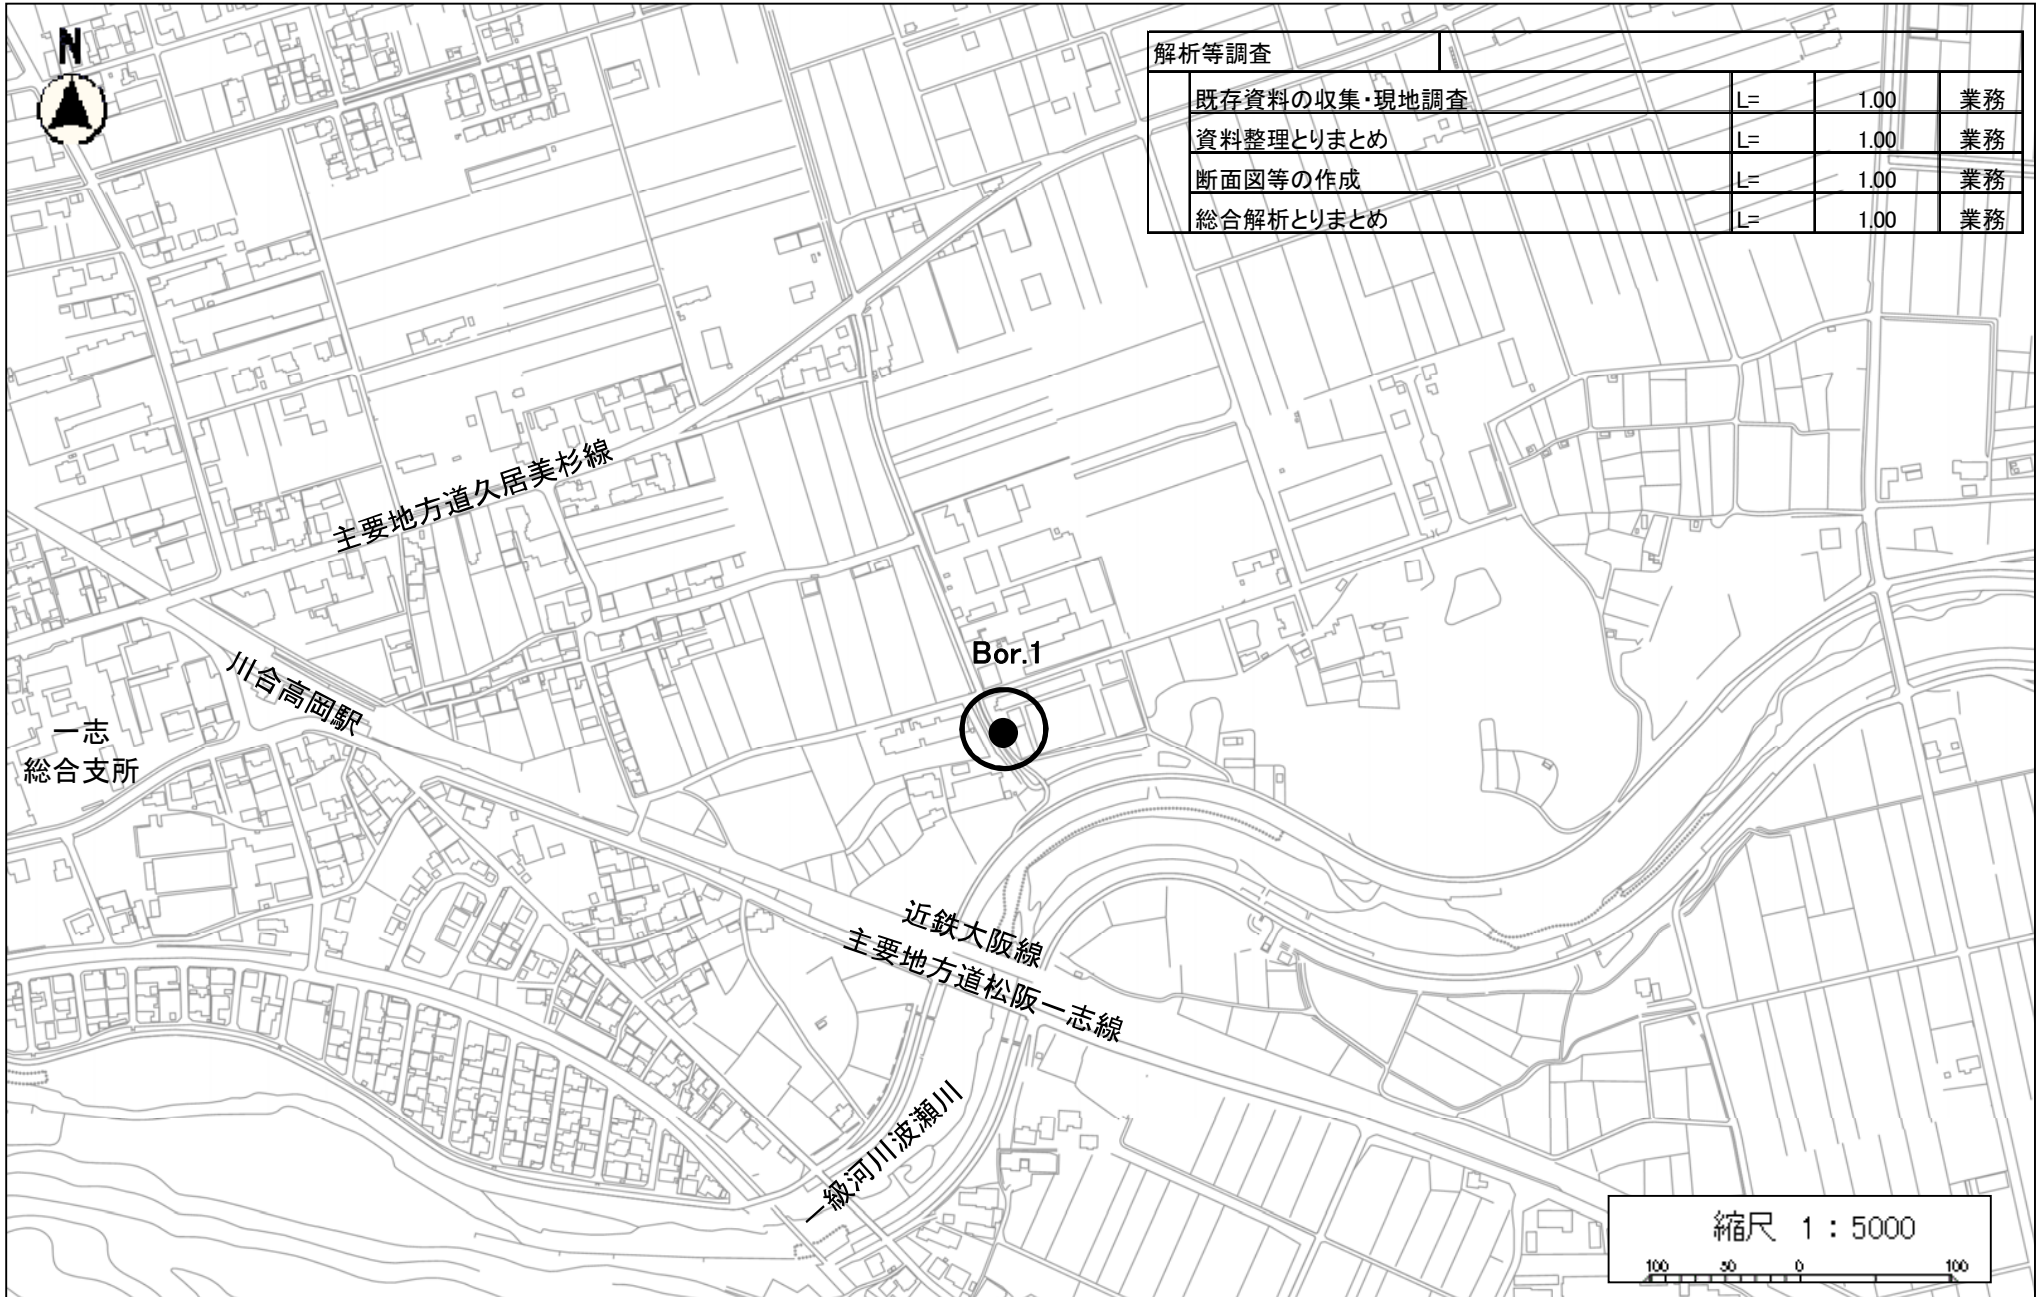 N
解析等調査
既存資料の収集・現地調査 L= 1.00 業務
資料整理とりまとめ L= 1.00 業務
断面図等の作成 L= 1.00 業務
総合解析とりまとめ L= 1.00 業務
主要地方道久居美杉線
Bor.1
川合高岡駅
一志
総合支所
近鉄大阪線
主要地方道松阪一志線
一級河川波瀬川
縮尺 1:5000
100 50 0 100